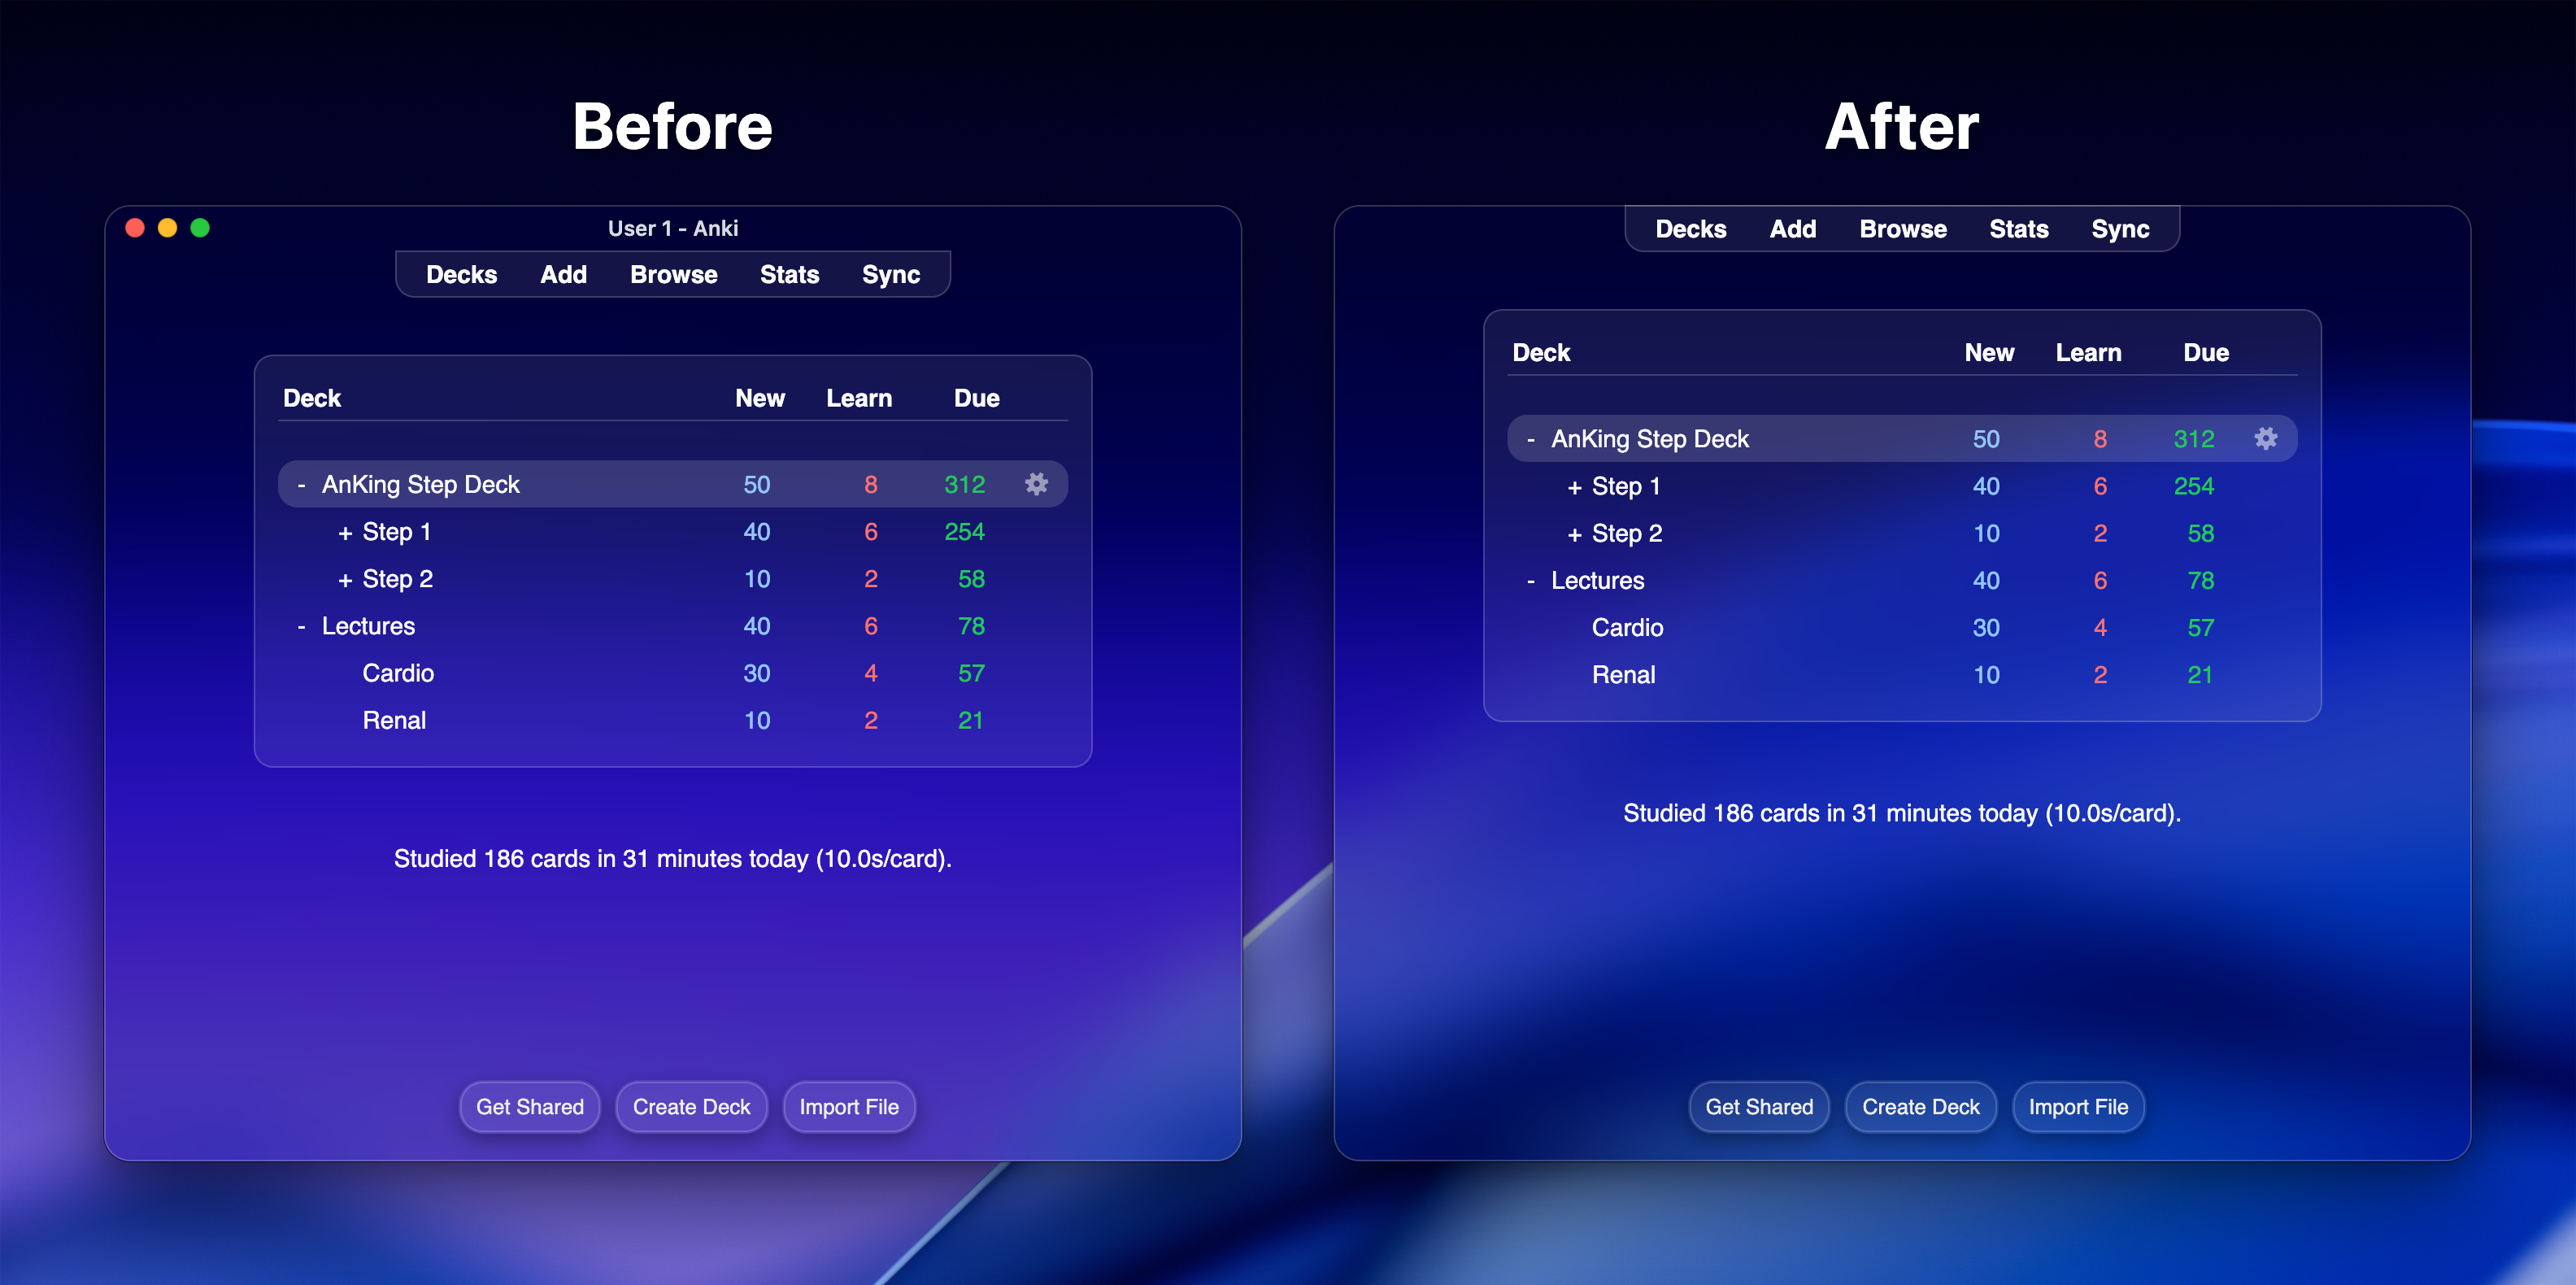 Before
User 1 - Anki
Decks Add Browse Stats Sync
Deck New Learn Due
- AnKing Step Deck 50 8 312
+ Step 1 40 6 254
+ Step 2 10 2 58
- Lectures 40 6 78
Cardio 30 4 57
Renal 10 2 21
Studied 186 cards in 31 minutes today (10.0s/card).
Get Shared Create Deck Import File
After
Decks Add Browse Stats Sync
Deck New Learn Due
- AnKing Step Deck 50 8 312
+ Step 1 40 6 254
+ Step 2 10 2 58
- Lectures 40 6 78
Cardio 30 4 57
Renal 10 2 21
Studied 186 cards in 31 minutes today (10.0s/card).
Get Shared Create Deck Import File